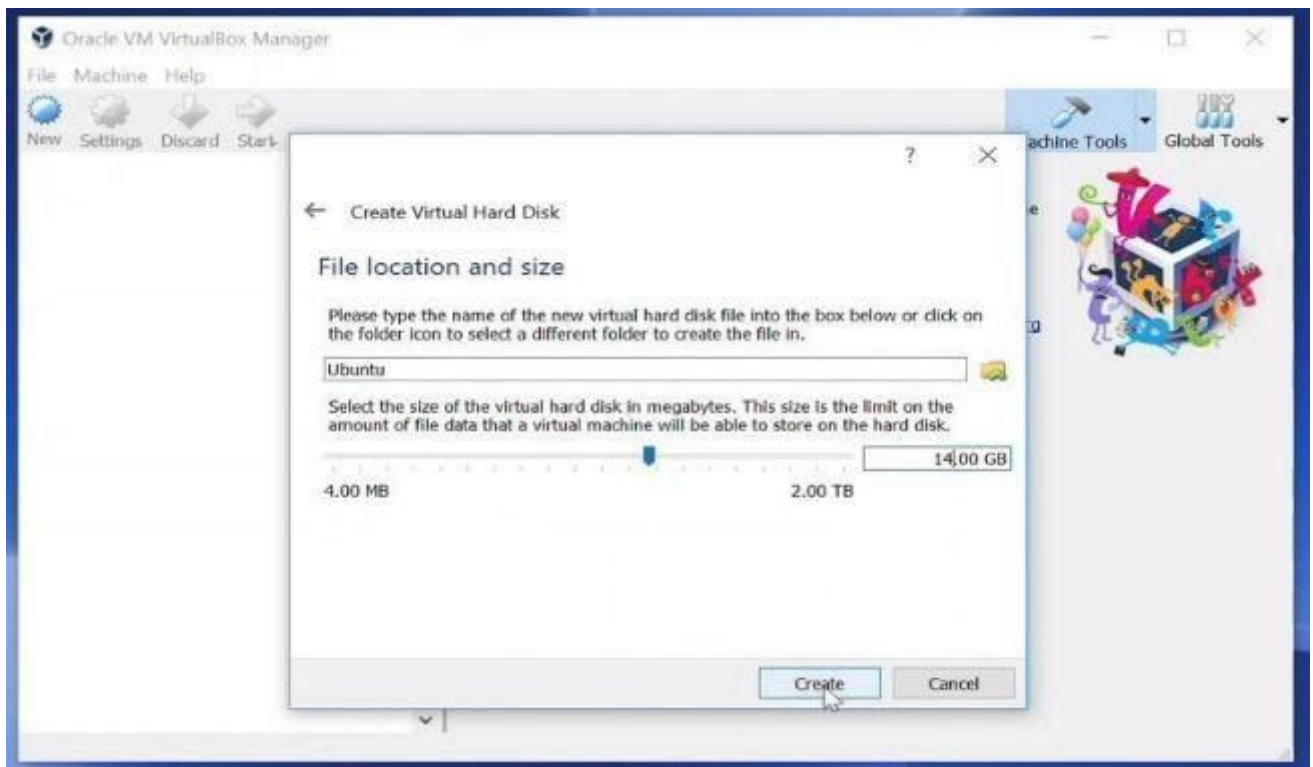 Oracle VM VirtualBox Manager
File Machine Help
New Settings Discard Start
achine Tools
Global Tools
?
Create Virtual Hard Disk
e
File location and size
Please type the name of the new virtual hard disk file into the box below or click on
the folder icon to select a different folder to create the file in.
Ubuntu
Select the size of the virtual hard disk in megabytes. This size is the limit on the
amount of file data that a virtual machine will be able to store on the hard disk.
14.00 GB
4.00 MB
2.00 TB
Create
Cancel